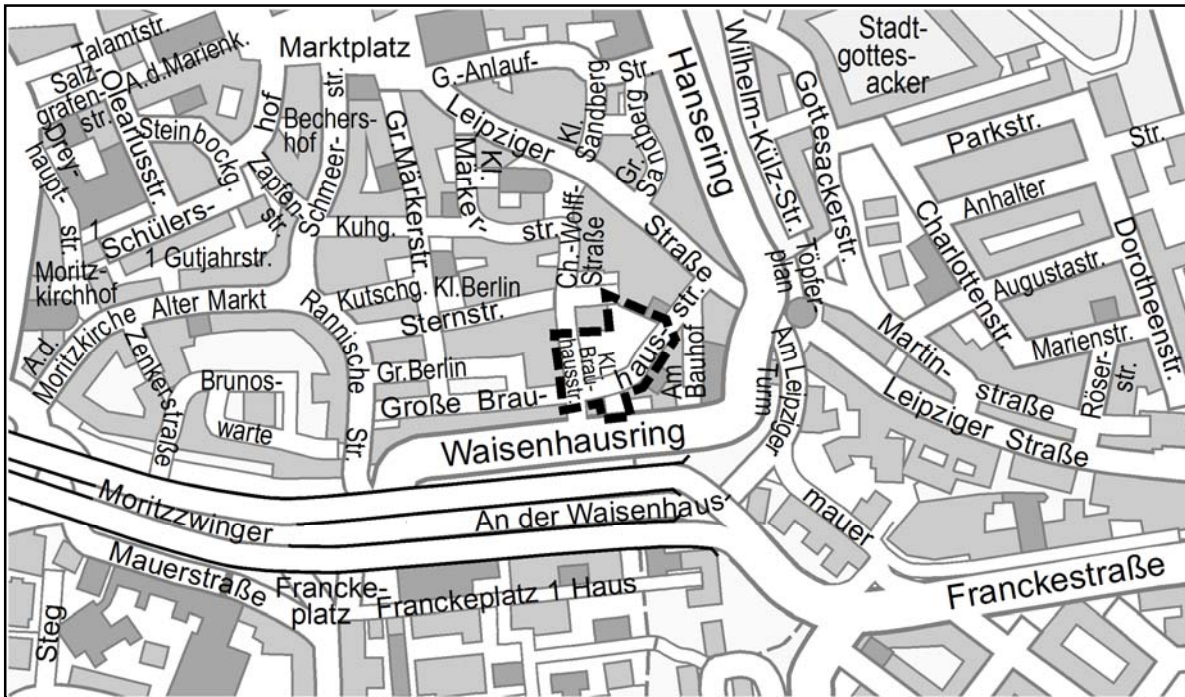 Talamtstr.
Salz-
grafen-
str.
Olearlusstr.
A.d.Marienk.
Marktplatz
G.-Anlauf-
Str.
Hansering
Wilhelm-Külz-Str.
Gottesackerstr.
Stadt-
gottes-
acker
Drey-
haupt-
str.
Steinbockg.
hof
Bechers-
hof
Schmeer-
str.
Gr.Märkerstr.
Leipziger
Straße
Kl.
Sandberg
Gr.
Sandberg
Kl.
Märker-
str.
Parkstr.
Str.
Anhalter
Zapfen-
str.
1
Schülers-
Kuhg.
Ch.-Wolff-
Straße
Charlottenstr.
Dorotheenstr.
Augustastr.
Marienstr.
1 Gutjahrstr.
Moritz-
kirchhof
Alter Markt
Kutschg.
Kl.Berlin
Sternstr.
Töpfer
plan
A.d.
Moritzkirche
Zenkerstraße
Rannische
Str.
Gr.Berlin
Kl.
Brau-
hausstr.
Große Brau-
haus-
str.
Am
Bauhof
Am Leipziger
Turm
Martin-
straße
Leipziger Straße
Röser-
str.
Brunos-
warte
Waisenhausring
Moritzzwinger
An der Waisenhaus-
mauer
Mauerstraße
Francke-
platz
Franckeplatz 1 Haus
Franckestraße
Steg